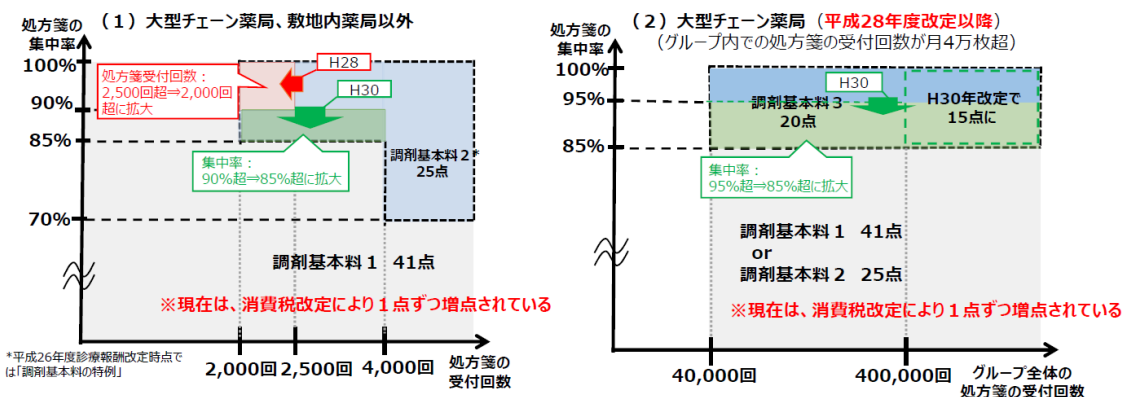 (１)大型チェーン薬局、敷地内薬局以外
処方箋の
集中率
100%
90%
85%
70%
処方箋受付回数：
2,500回超⇒2,000回
超に拡大
H28
H30
集中率：
90%超⇒85%超に拡大
調剤基本料２*
25点
調剤基本料１ 41点
※現在は、消費税改定により１点ずつ増点されている
*平成26年度診療報酬改定時点で
は「調剤基本料の特例」
2,000回
2,500回
4,000回
処方箋の
受付回数
(２)大型チェーン薬局（平成28年度改定以降）
（グループ内での処方箋の受付回数が月４万枚超）
処方箋の
集中率
100%
95%
85%
H30
調剤基本料３
20点
H30年改定で
15点に
集中率：
95%超⇒85%超に拡大
調剤基本料１ 41点
or
調剤基本料２ 25点
※現在は、消費税改定により１点ずつ増点されている
40,000回
400,000回
グループ全体の
処方箋の受付回数